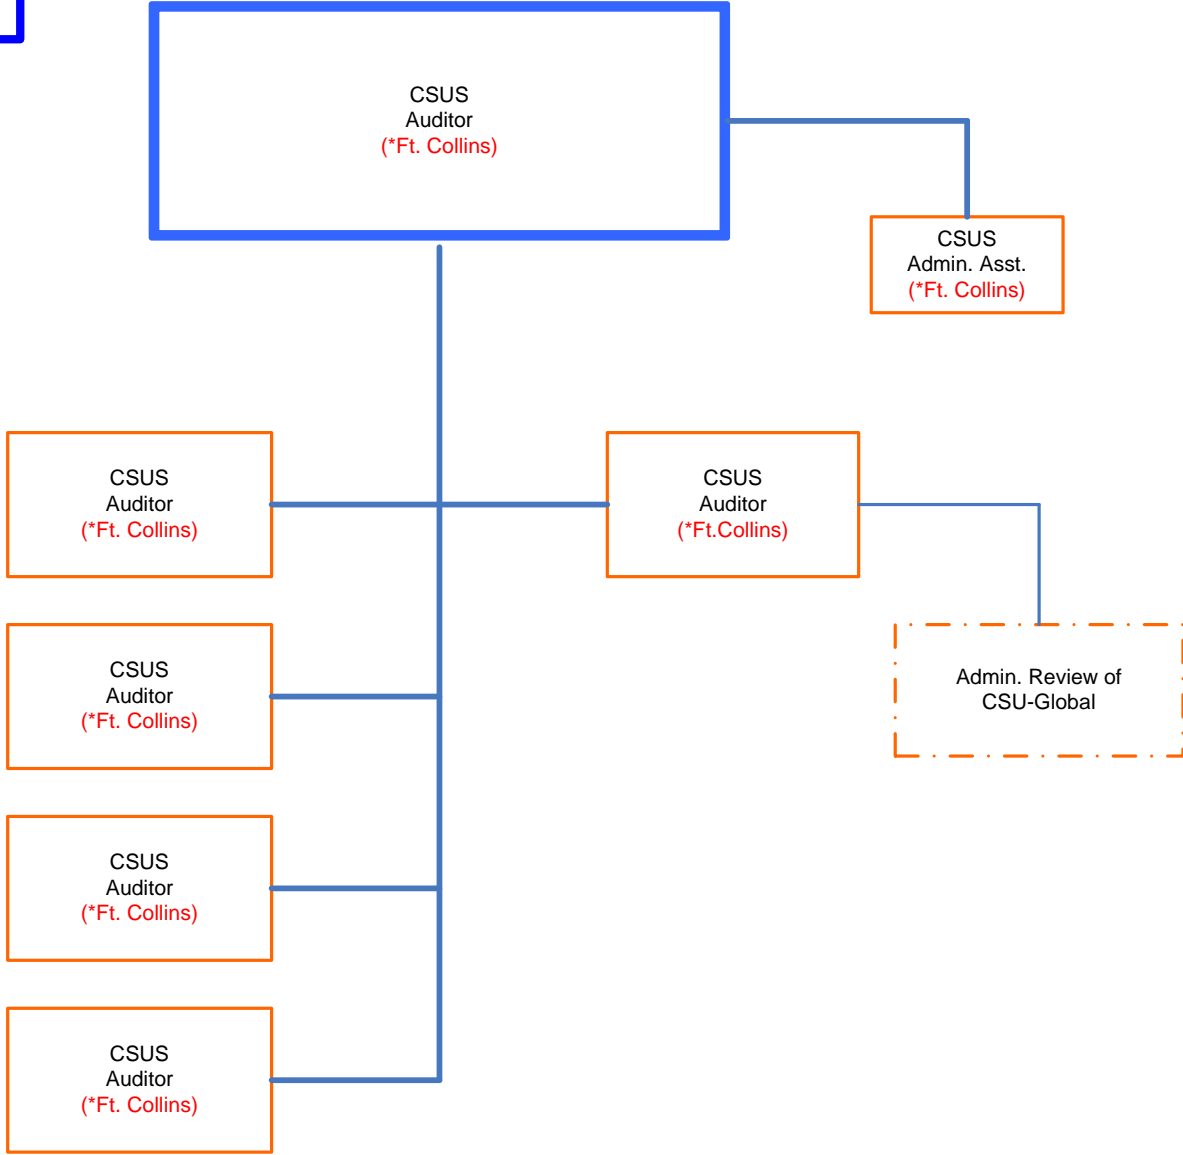 CSUS
Auditor
(*Ft. Collins)
CSUS
Admin. Asst.
(*Ft. Collins)
CSUS
Auditor
(*Ft. Collins)
CSUS
Auditor
(*Ft.Collins)
CSUS
Auditor
(*Ft. Collins)
Admin. Review of
CSU-Global
CSUS
Auditor
(*Ft. Collins)
CSUS
Auditor
(*Ft. Collins)